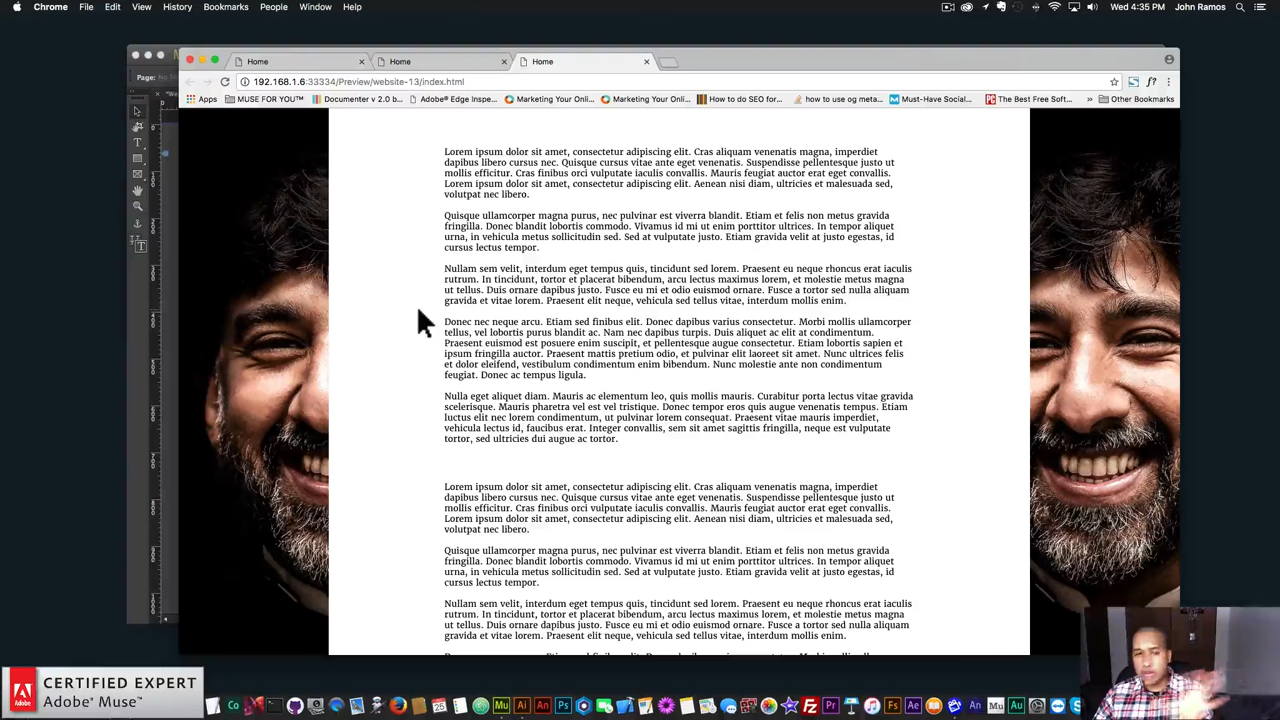 Chrome File Edit View History Bookmarks People Window Help Wed 4:35 PM John Ramos
Home Home Home
Page:
192.168.1.6:33334/Preview/website-13/index.html
Apps MUSE FOR YOU™ Documenter v 2.0 b... Adobe® Edge Inspe... Marketing Your Onli... Marketing Your Onli... How to do SEO for... how to use og meta... Must-Have Social... The Best Free Soft... Other Bookmarks
Lorem ipsum dolor sit amet, consectetur adipiscing elit. Cras aliquam venenatis magna, imperdiet
dapibus libero cursus nec. Quisque cursus vitae ante eget venenatis. Suspendisse pellentesque justo ut
mollis efficitur. Cras finibus orci vulputate iaculis convallis. Mauris feugiat auctor erat eget convallis.
Lorem ipsum dolor sit amet, consectetur adipiscing elit. Aenean nisi diam, ultricies et malesuada sed,
volutpat nec libero.
Quisque ullamcorper magna purus, nec pulvinar est viverra blandit. Etiam et felis non metus gravida
fringilla. Donec blandit lobortis commodo. Vivamus id mi ut enim porttitor ultrices. In tempor aliquet
urna, in vehicula metus sollicitudin sed. Sed at vulputate justo. Etiam gravida velit at justo egestas, id
cursus lectus tempor.
Nullam sem velit, interdum eget tempus quis, tincidunt sed lorem. Praesent eu neque rhoncus erat iaculis
rutrum. In tincidunt, tortor et placerat bibendum, arcu lectus maximus lorem, et pharetra nunc magna
ut tellus. Duis ornare dapibus justo. Fusce eu mi et odio euismod ornare. Fusce a tortor sed nulla aliquam
gravida et vitae lorem. Praesent elit neque, vehicula sed tellus vitae, interdum mollis enim.
Donec nec neque arcu. Etiam sed finibus elit. Donec dapibus varius consectetur. Morbi mollis ullamcorper
tellus, vel lobortis purus blandit ac. Nam nec dapibus turpis. Duis aliquet ac elit at condimentum.
Praesent euismod est posuere enim suscipit, et pellentesque augue consectetur. Etiam lobortis sapien et
ipsum fringilla auctor. Praesent mattis pretium odio, et pulvinar elit laoreet sit amet. Nunc ultrices felis
et dolor eleifend, vestibulum condimentum enim bibendum. Nunc molestie ante non condimentum
feugiat. Donec ac tempus ligula.
Nulla eget aliquet diam. Mauris ac elementum leo, quis mollis mauris. Curabitur porta lectus vitae gravida
scelerisque. Mauris pharetra vel est vel tristique. Donec tempor eros quis augue venenatis tempus. Etiam
luctus elit nec lorem condimentum, ut pulvinar lorem consequat. Praesent vitae mauris imperdiet,
vehicula lectus id, faucibus erat. Integer convallis, sem sit amet sagittis fringilla, neque est vulputate
tortor, sed ultricies dui augue ac tortor.
Lorem ipsum dolor sit amet, consectetur adipiscing elit. Cras aliquam venenatis magna, imperdiet
dapibus libero cursus nec. Quisque cursus vitae ante eget venenatis. Suspendisse pellentesque justo ut
mollis efficitur. Cras finibus orci vulputate iaculis convallis. Mauris feugiat auctor erat eget convallis.
Lorem ipsum dolor sit amet, consectetur adipiscing elit. Aenean nisi diam, ultricies et malesuada sed,
volutpat nec libero.
Quisque ullamcorper magna purus, nec pulvinar est viverra blandit. Etiam et felis non metus gravida
fringilla. Donec blandit lobortis commodo. Vivamus id mi ut enim porttitor ultrices. In tempor aliquet
urna, in vehicula metus sollicitudin sed. Sed at vulputate justo. Etiam gravida velit at justo egestas, id
cursus lectus tempor.
Nullam sem velit, interdum eget tempus quis, tincidunt sed lorem. Praesent eu neque rhoncus erat iaculis
rutrum. In tincidunt, tortor et placerat bibendum, arcu lectus maximus lorem, et pharetra nunc magna
ut tellus. Duis ornare dapibus justo. Fusce eu mi et odio euismod ornare. Fusce a tortor sed nulla aliquam
gravida et vitae lorem. Praesent elit neque, vehicula sed tellus vitae, interdum mollis enim.
CERTIFIED EXPERT
Adobe® Muse™
Adobe